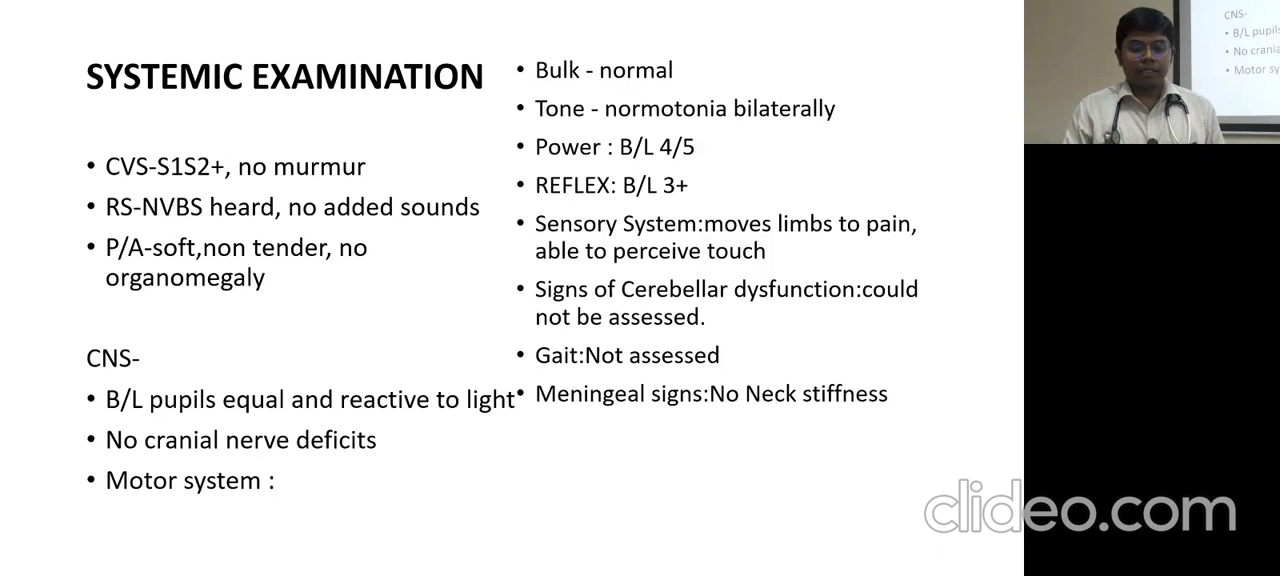 SYSTEMIC EXAMINATION
• CVS-S1S2+, no murmur
• RS-NVBS heard, no added sounds
• P/A-soft,non tender, no
organomegaly
CNS-
• B/L pupils equal and reactive to light
• No cranial nerve deficits
• Motor system :
• Bulk - normal
• Tone - normotonia bilaterally
• Power : B/L 4/5
• REFLEX: B/L 3+
• Sensory System:moves limbs to pain,
able to perceive touch
• Signs of Cerebellar dysfunction:could
not be assessed.
• Gait:Not assessed
• Meningeal signs:No Neck stiffness
CNS-
• B/L pupils
• No crania
• Motor sy
clideo.com